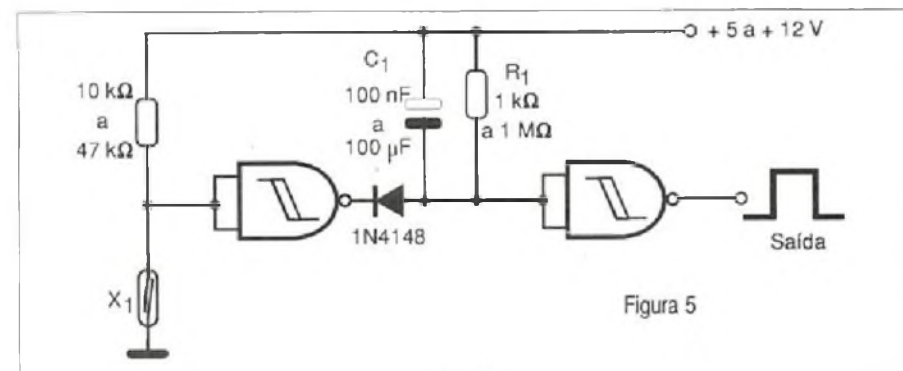 + 5 a + 12 V
10 kΩ
a
47 kΩ
C1
100 nF
a
100 µF
R1
1 kΩ
a 1 MΩ
1N4148
X1
Saída
Figura 5